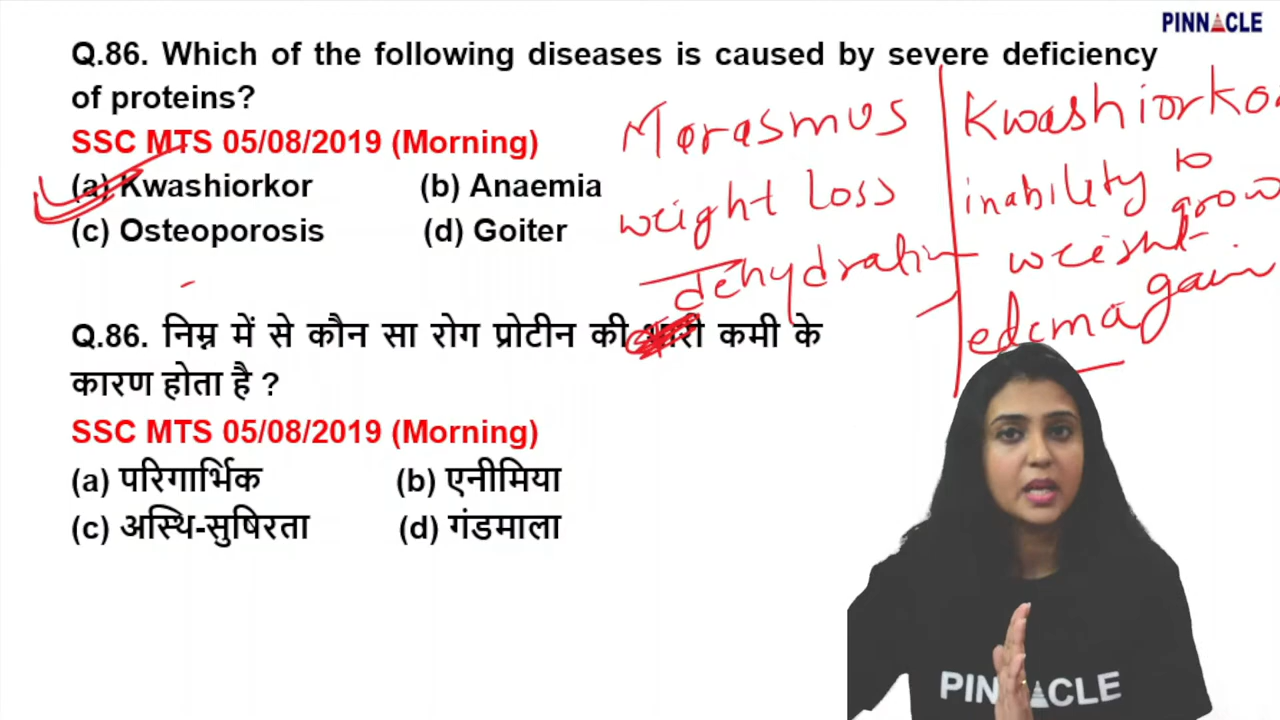 PINNACLE
Q.86. Which of the following diseases is caused by severe deficiency
of proteins?
SSC MTS 05/08/2019 (Morning)
(a) Kwashiorkor (b) Anaemia
(c) Osteoporosis (d) Goiter
Marasmus
weight loss
dehydration
Kwashiorkor
inability to
grow
weight
gain
edema
Q.86. निम्न में से कौन सा रोग प्रोटीन की भारी कमी के
कारण होता है ?
SSC MTS 05/08/2019 (Morning)
(a) परिगार्भिक (b) एनीमिया
(c) अस्थि-सुषिरता (d) गंडमाला
PINNACLE